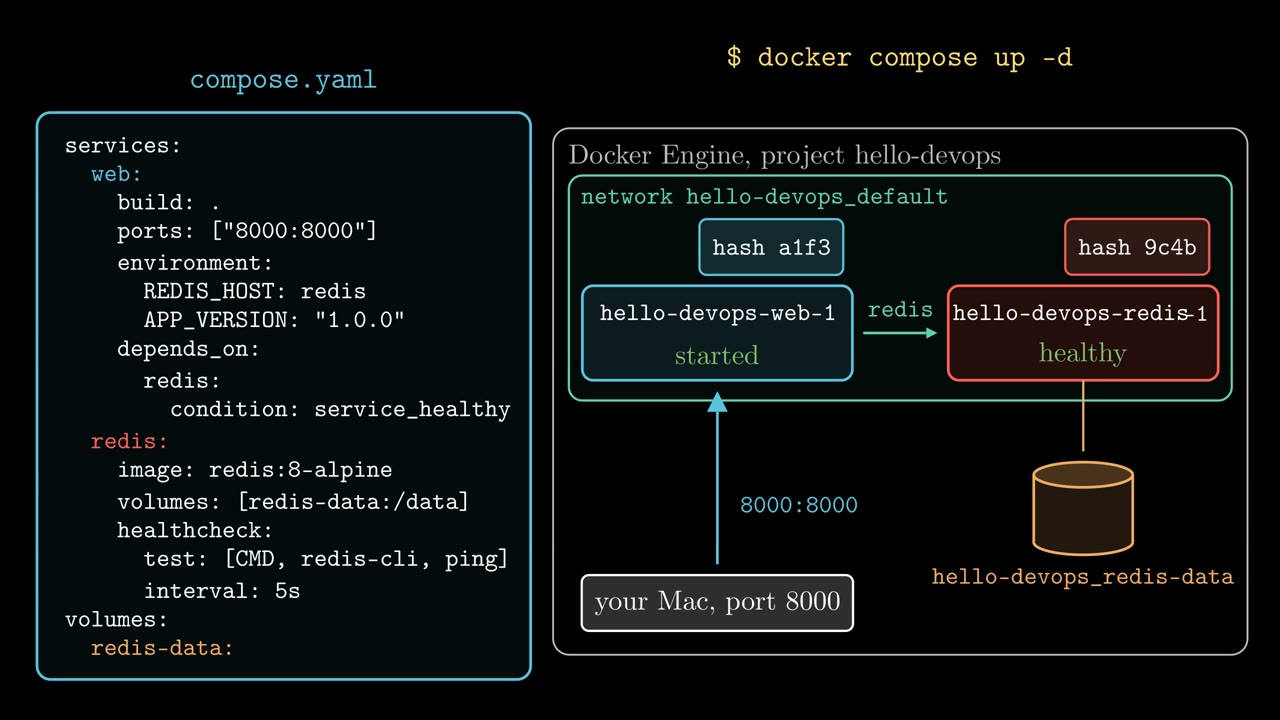 compose.yaml
services:
  web:
    build: .
    ports: ["8000:8000"]
    environment:
      REDIS_HOST: redis
      APP_VERSION: "1.0.0"
    depends_on:
      redis:
        condition: service_healthy
  redis:
    image: redis:8-alpine
    volumes: [redis-data:/data]
    healthcheck:
      test: [CMD, redis-cli, ping]
      interval: 5s
volumes:
  redis-data:
$ docker compose up -d
Docker Engine, project hello-devops
network hello-devops_default
hash a1f3
hash 9c4b
hello-devops-web-1
started
redis
hello-devops-redis-1
healthy
8000:8000
hello-devops_redis-data
your Mac, port 8000